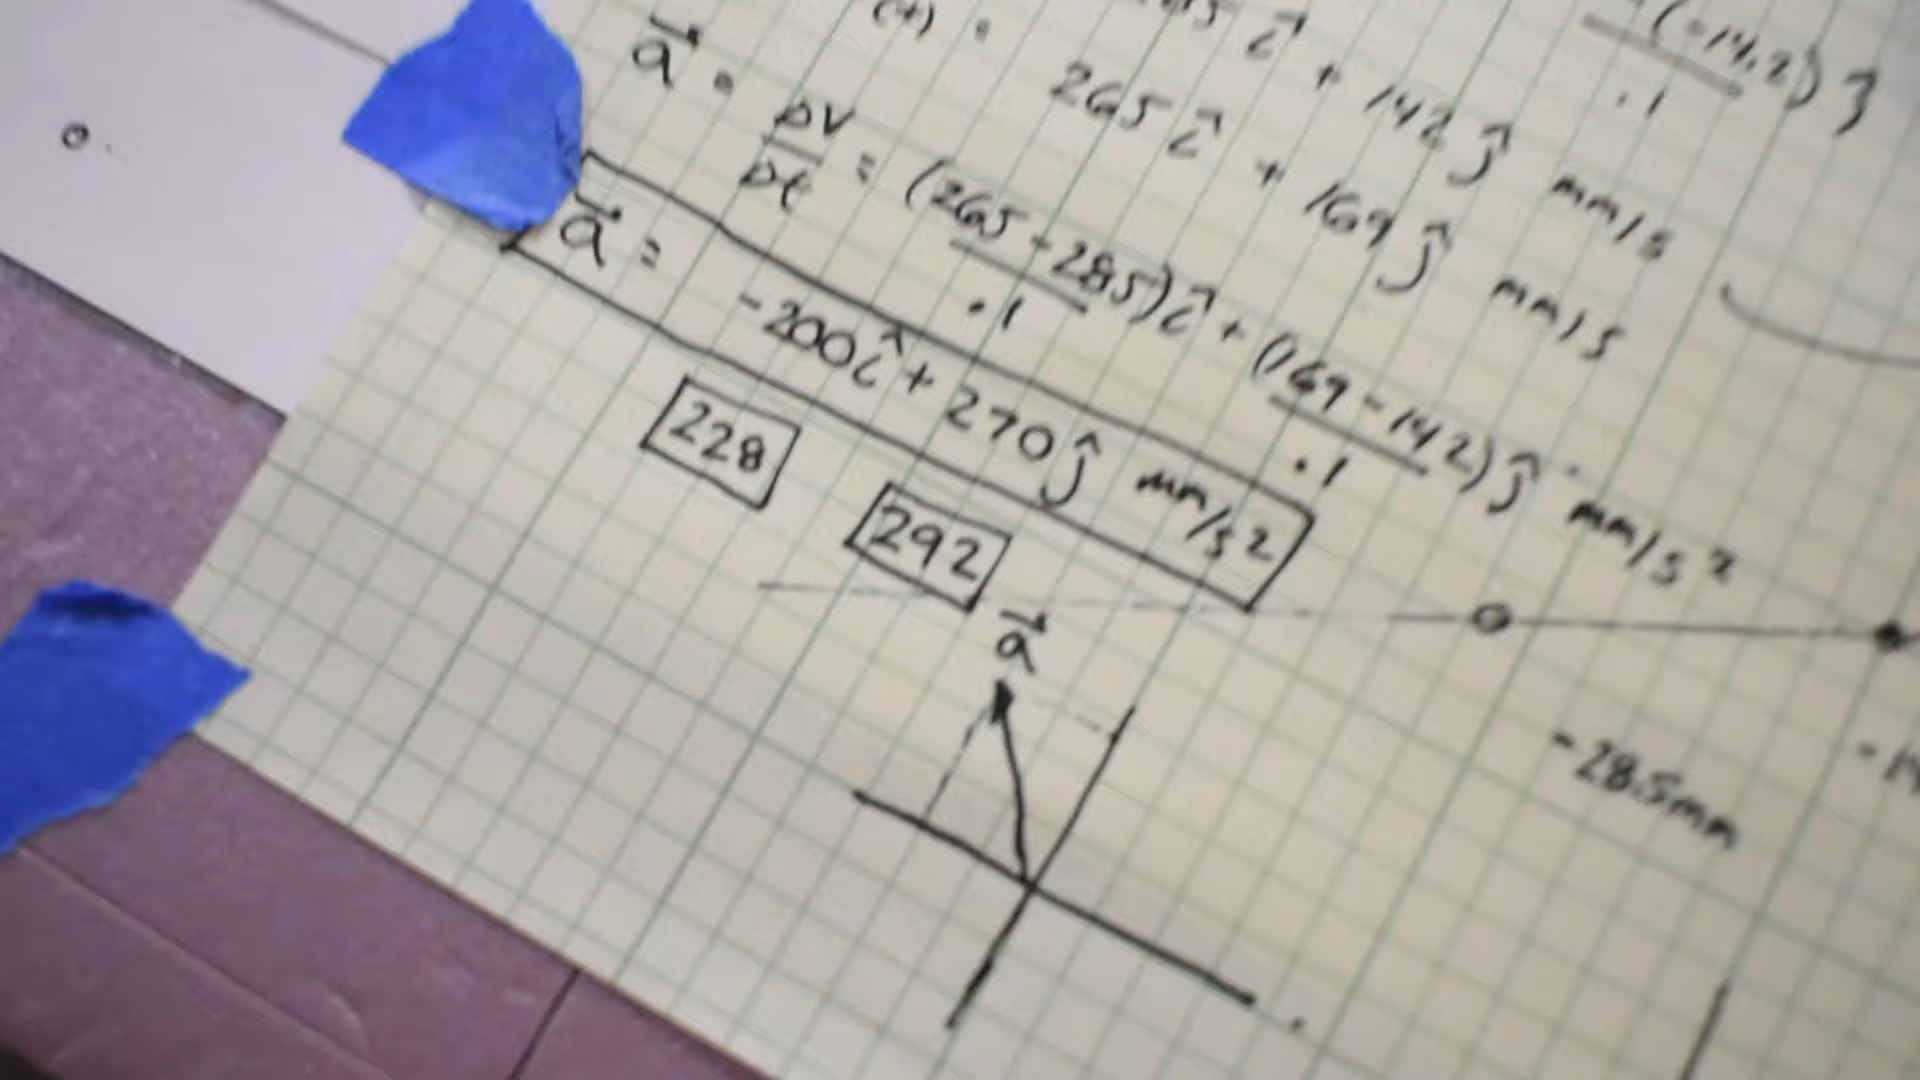 î + 142 ĵ mm/s
(-14.2) ĵ
.1
265 î + 169 ĵ mm/s
a⃗ = ΔV/Δt = (265 - 285)/.1 î + (169 - 142)/.1 ĵ mm/s²
a⃗ = -200 î + 270 ĵ mm/s²
228
292
a⃗
-28.5mm